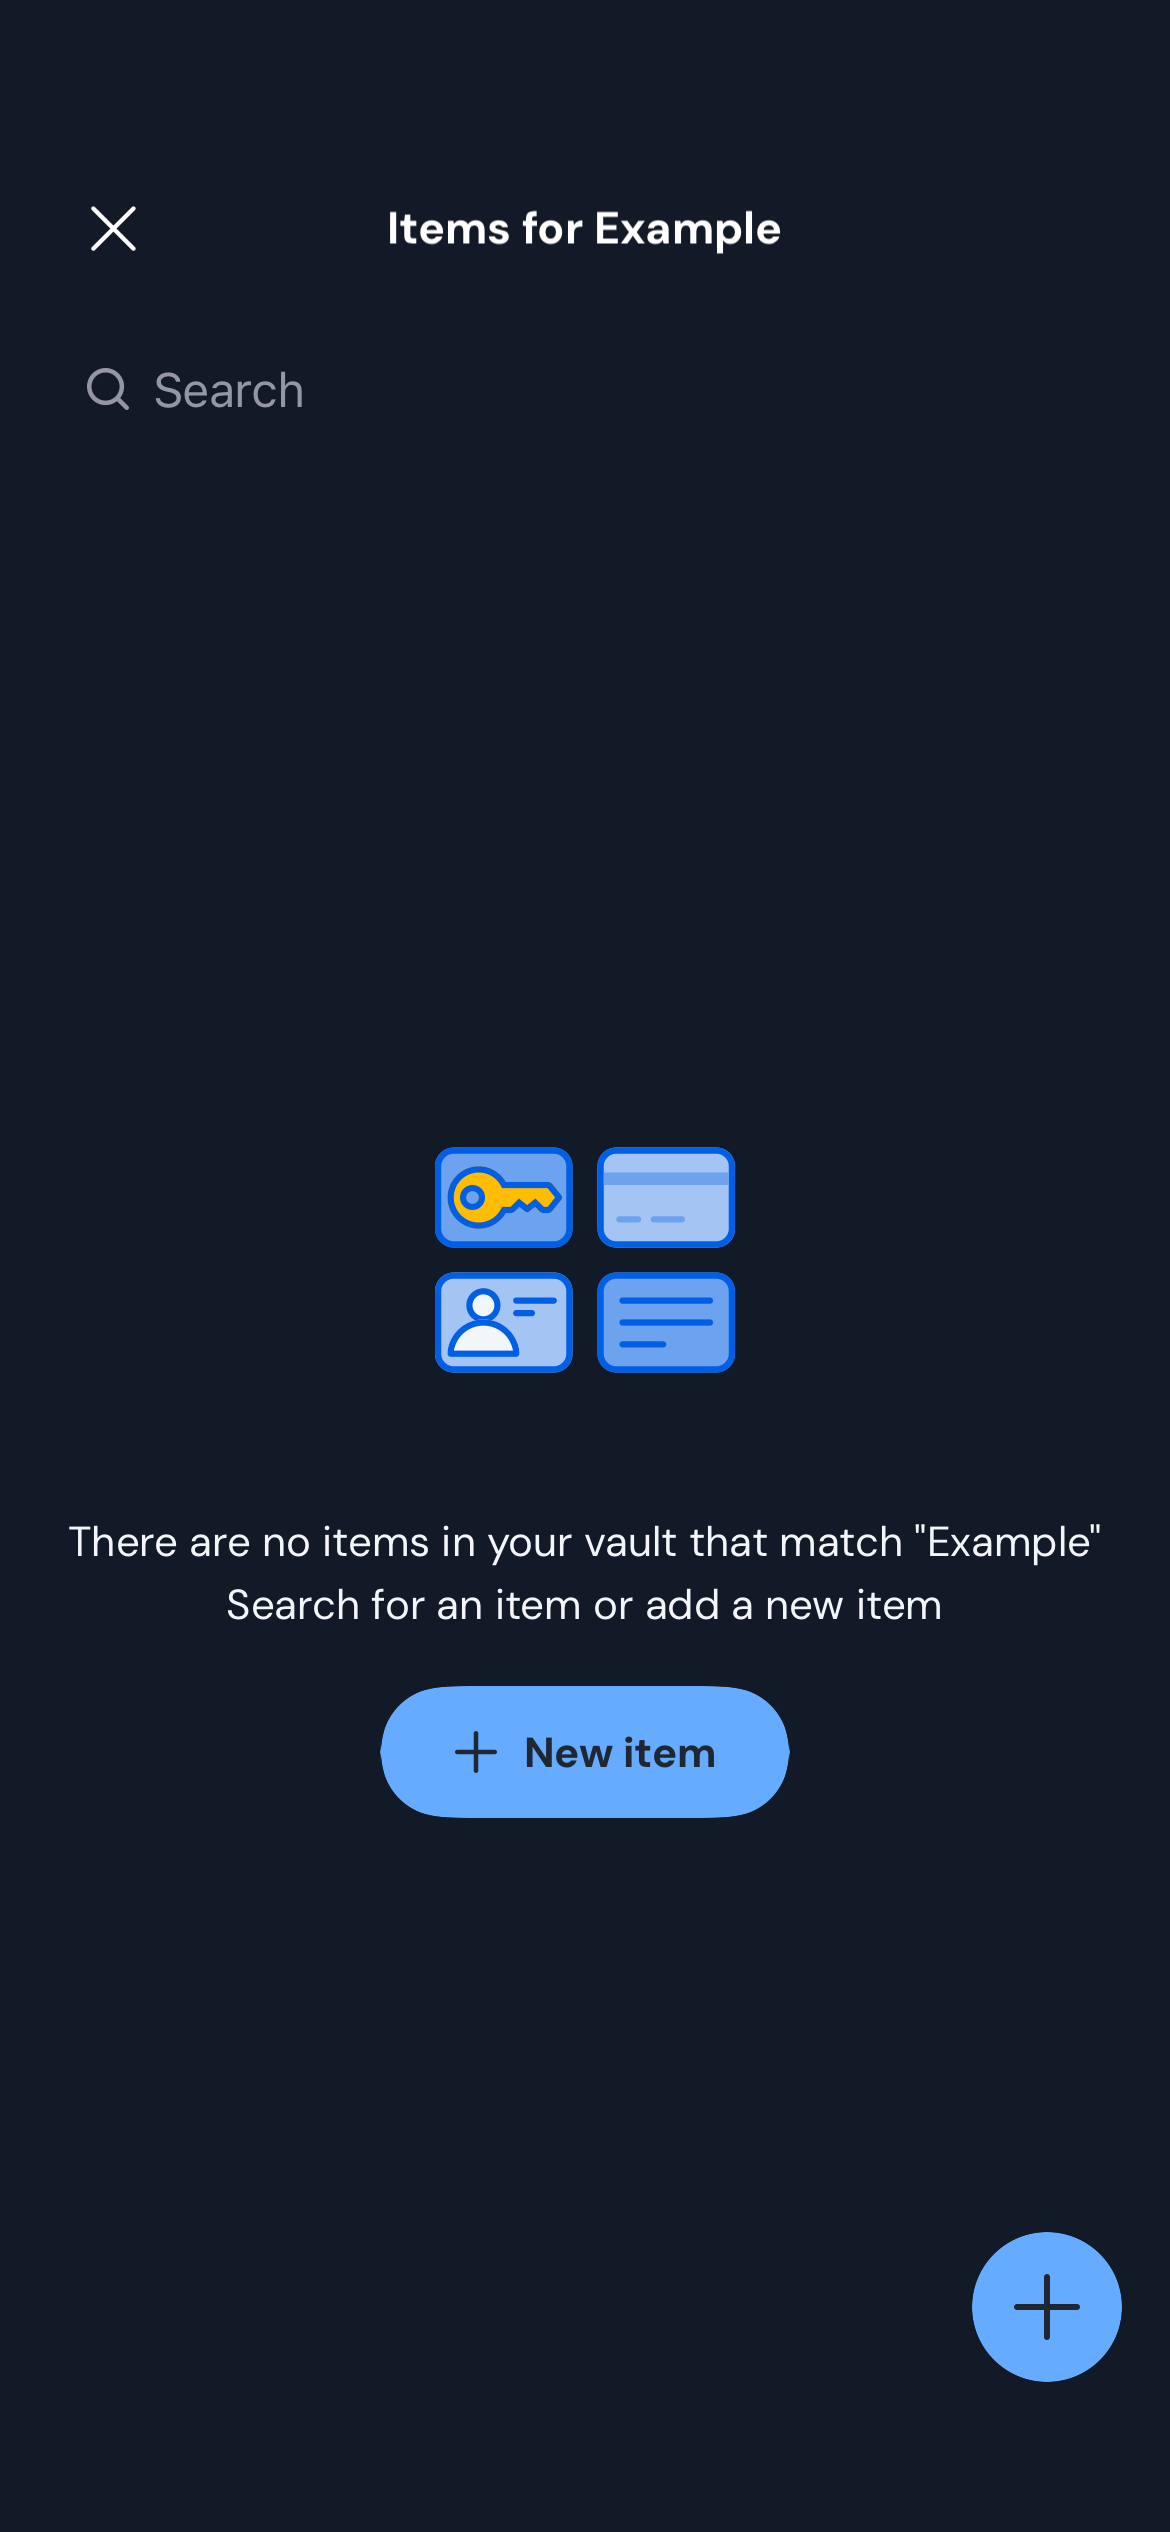 Items for Example
Search
There are no items in your vault that match "Example"
Search for an item or add a new item
New item